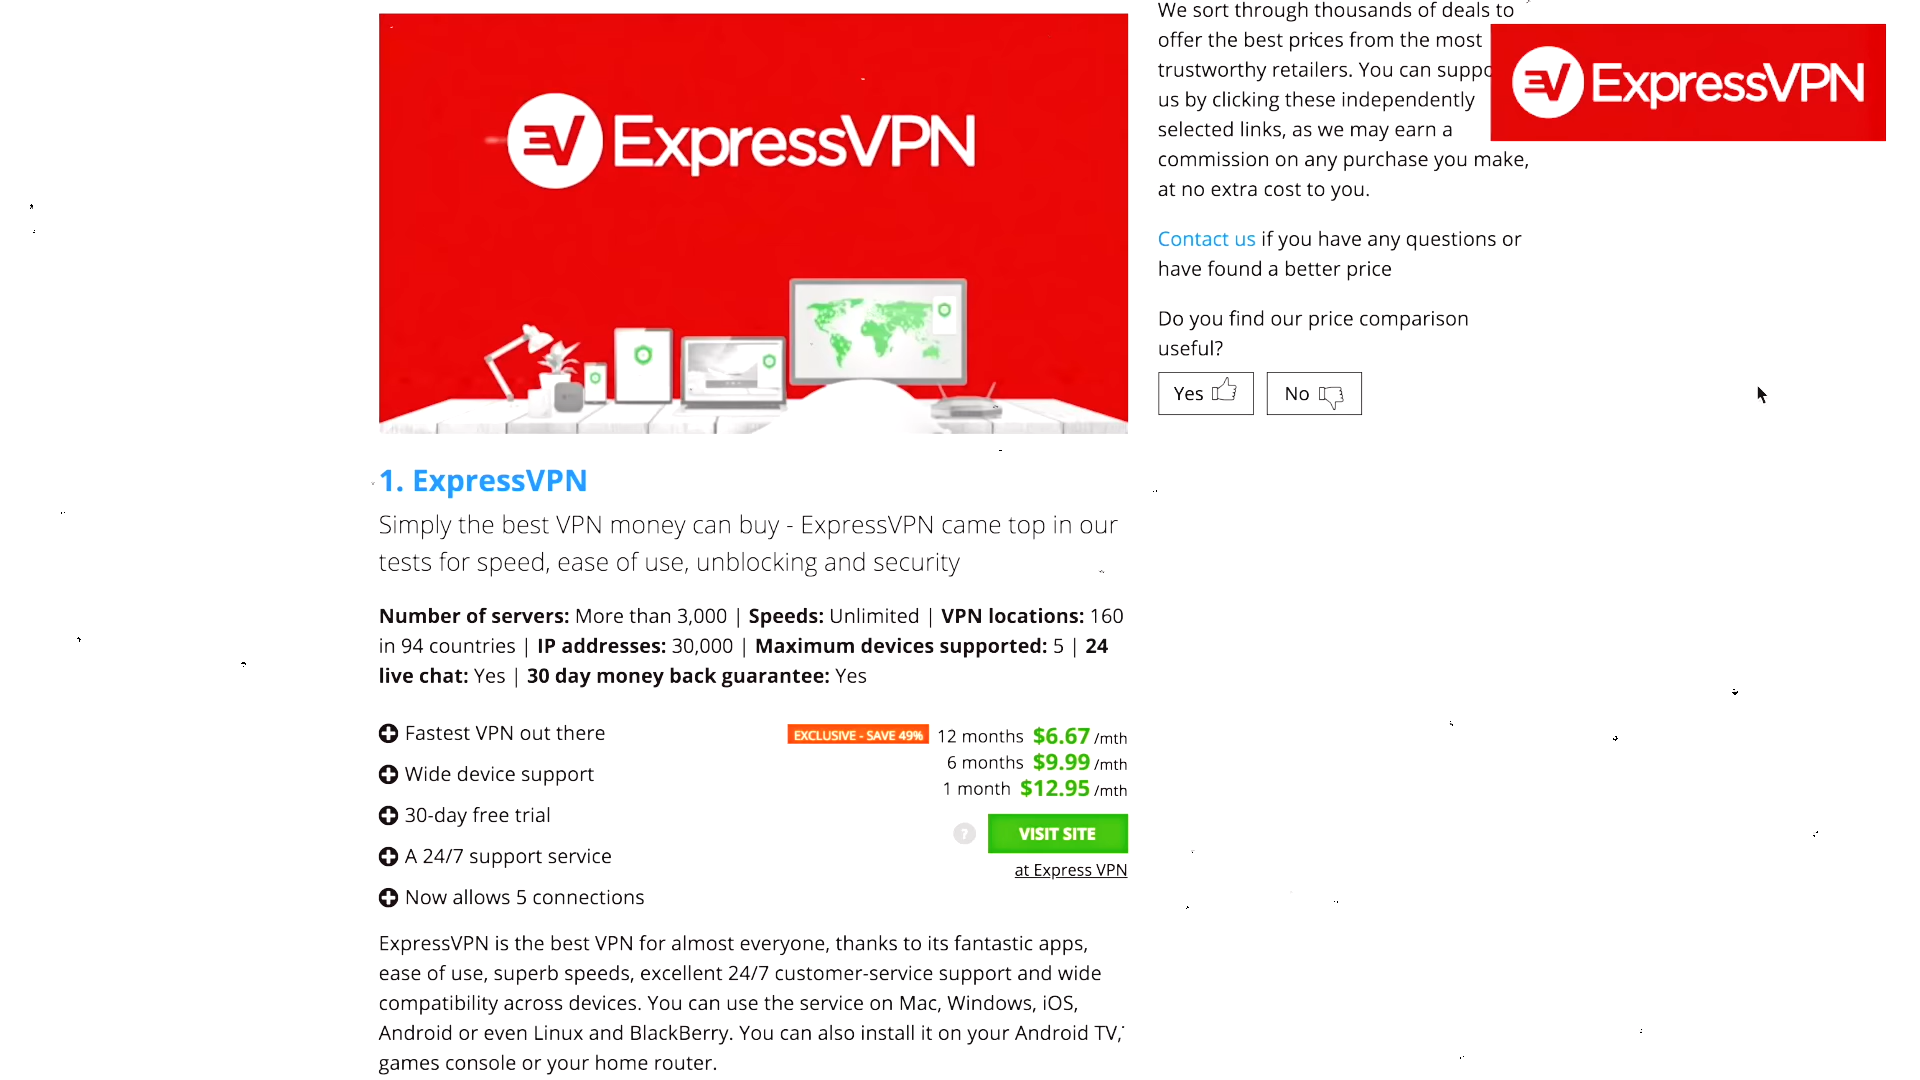 ExpressVPN
1. ExpressVPN
Simply the best VPN money can buy - ExpressVPN came top in our
tests for speed, ease of use, unblocking and security
Number of servers: More than 3,000 | Speeds: Unlimited | VPN locations: 160
in 94 countries | IP addresses: 30,000 | Maximum devices supported: 5 | 24
live chat: Yes | 30 day money back guarantee: Yes
Fastest VPN out there
Wide device support
30-day free trial
A 24/7 support service
Now allows 5 connections
EXCLUSIVE - SAVE 49% 12 months $6.67 /mth
6 months $9.99 /mth
1 month $12.95 /mth
? VISIT SITE
at Express VPN
ExpressVPN is the best VPN for almost everyone, thanks to its fantastic apps,
ease of use, superb speeds, excellent 24/7 customer-service support and wide
compatibility across devices. You can use the service on Mac, Windows, iOS,
Android or even Linux and BlackBerry. You can also install it on your Android TV,
games console or your home router.
We sort through thousands of deals to
offer the best prices from the most
trustworthy retailers. You can suppo
us by clicking these independently
selected links, as we may earn a
commission on any purchase you make,
at no extra cost to you.
Contact us if you have any questions or
have found a better price
Do you find our price comparison
useful?
Yes No
ExpressVPN